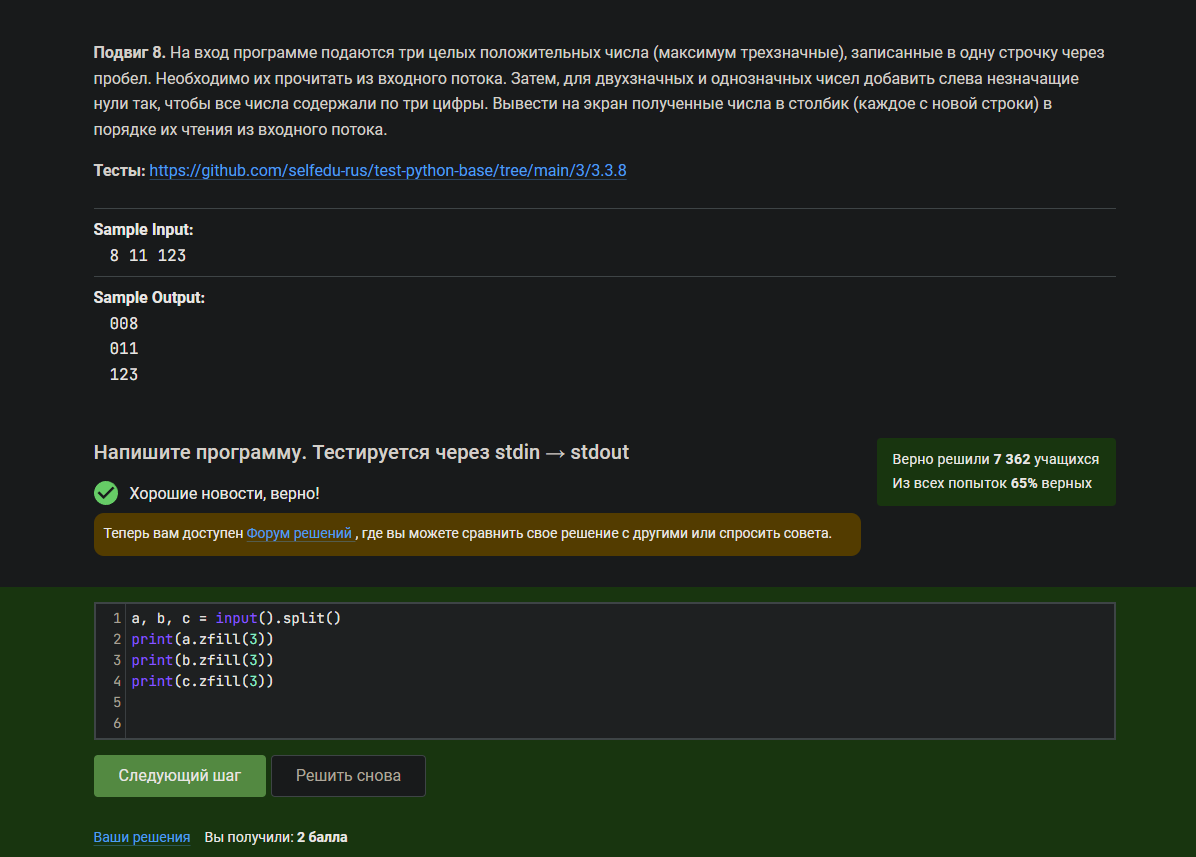 Подвиг 8. На вход программе подаются три целых положительных числа (максимум трехзначные), записанные в одну строчку через
пробел. Необходимо их прочитать из входного потока. Затем, для двухзначных и однозначных чисел добавить слева незначащие
нули так, чтобы все числа содержали по три цифры. Вывести на экран полученные числа в столбик (каждое с новой строки) в
порядке их чтения из входного потока.
Тесты: https://github.com/selfedu-rus/test-python-base/tree/main/3/3.3.8
Sample Input:
8 11 123
Sample Output:
008
011
123
Напишите программу. Тестируется через stdin → stdout
Верно решили 7 362 учащихся
Из всех попыток 65% верных
Хорошие новости, верно!
Теперь вам доступен Форум решений , где вы можете сравнить свое решение с другими или спросить совета.
1 a, b, c = input().split()
2 print(a.zfill(3))
3 print(b.zfill(3))
4 print(c.zfill(3))
5
6
Следующий шаг Решить снова
Ваши решения Вы получили: 2 балла